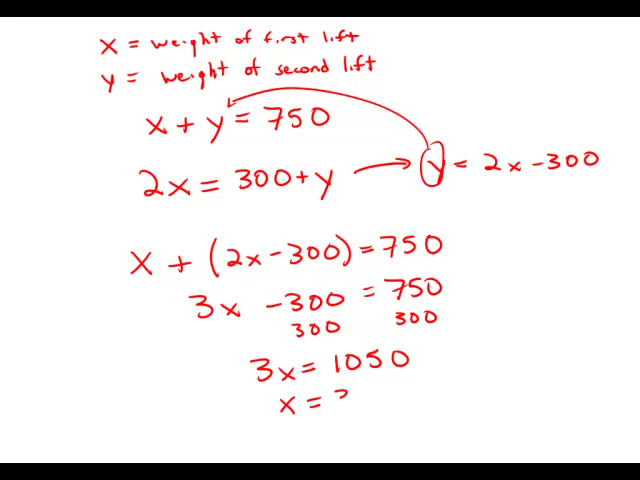 x = weight of first lift
y = weight of second lift
x + y = 750
2x = 300 + y → y = 2x - 300
x + (2x - 300) = 750
3x - 300 = 750
300 300
3x = 1050
x =